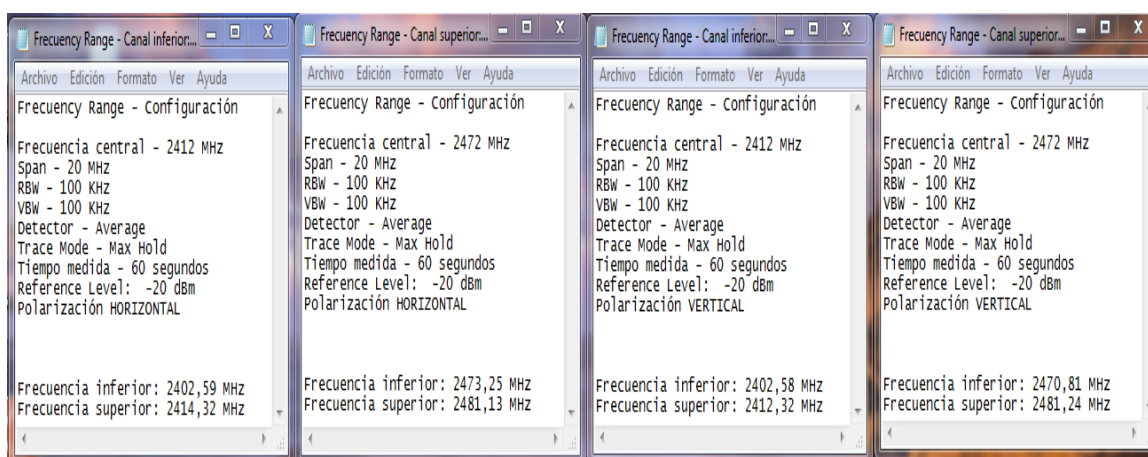 Frecuency Range - Canal inferior:...
Archivo Edición Formato Ver Ayuda
Frecuency Range - Configuración
Frecuencia central - 2412 MHz
Span - 20 MHz
RBW - 100 KHz
VBW - 100 KHz
Detector - Average
Trace Mode - Max Hold
Tiempo medida - 60 segundos
Reference Level: -20 dBm
Polarización HORIZONTAL
Frecuencia inferior: 2402,59 MHz
Frecuencia superior: 2414,32 MHz
Frecuency Range - Canal superior:...
Archivo Edición Formato Ver Ayuda
Frecuency Range - Configuración
Frecuencia central - 2472 MHz
Span - 20 MHz
RBW - 100 KHz
VBW - 100 KHz
Detector - Average
Trace Mode - Max Hold
Tiempo medida - 60 segundos
Reference Level: -20 dBm
Polarización HORIZONTAL
Frecuencia inferior: 2473,25 MHz
Frecuencia superior: 2481,13 MHz
Frecuency Range - Canal inferior:...
Archivo Edición Formato Ver Ayuda
Frecuency Range - Configuración
Frecuencia central - 2412 MHz
Span - 20 MHz
RBW - 100 KHz
VBW - 100 KHz
Detector - Average
Trace Mode - Max Hold
Tiempo medida - 60 segundos
Reference Level: -20 dBm
Polarización VERTICAL
Frecuencia inferior: 2402,58 MHz
Frecuencia superior: 2412,32 MHz
Frecuency Range - Canal superior...
Archivo Edición Formato Ver Ayuda
Frecuency Range - Configuración
Frecuencia central - 2472 MHz
Span - 20 MHz
RBW - 100 KHz
VBW - 100 KHz
Detector - Average
Trace Mode - Max Hold
Tiempo medida - 60 segundos
Reference Level: -20 dBm
Polarización VERTICAL
Frecuencia inferior: 2470,81 MHz
Frecuencia superior: 2481,24 MHz